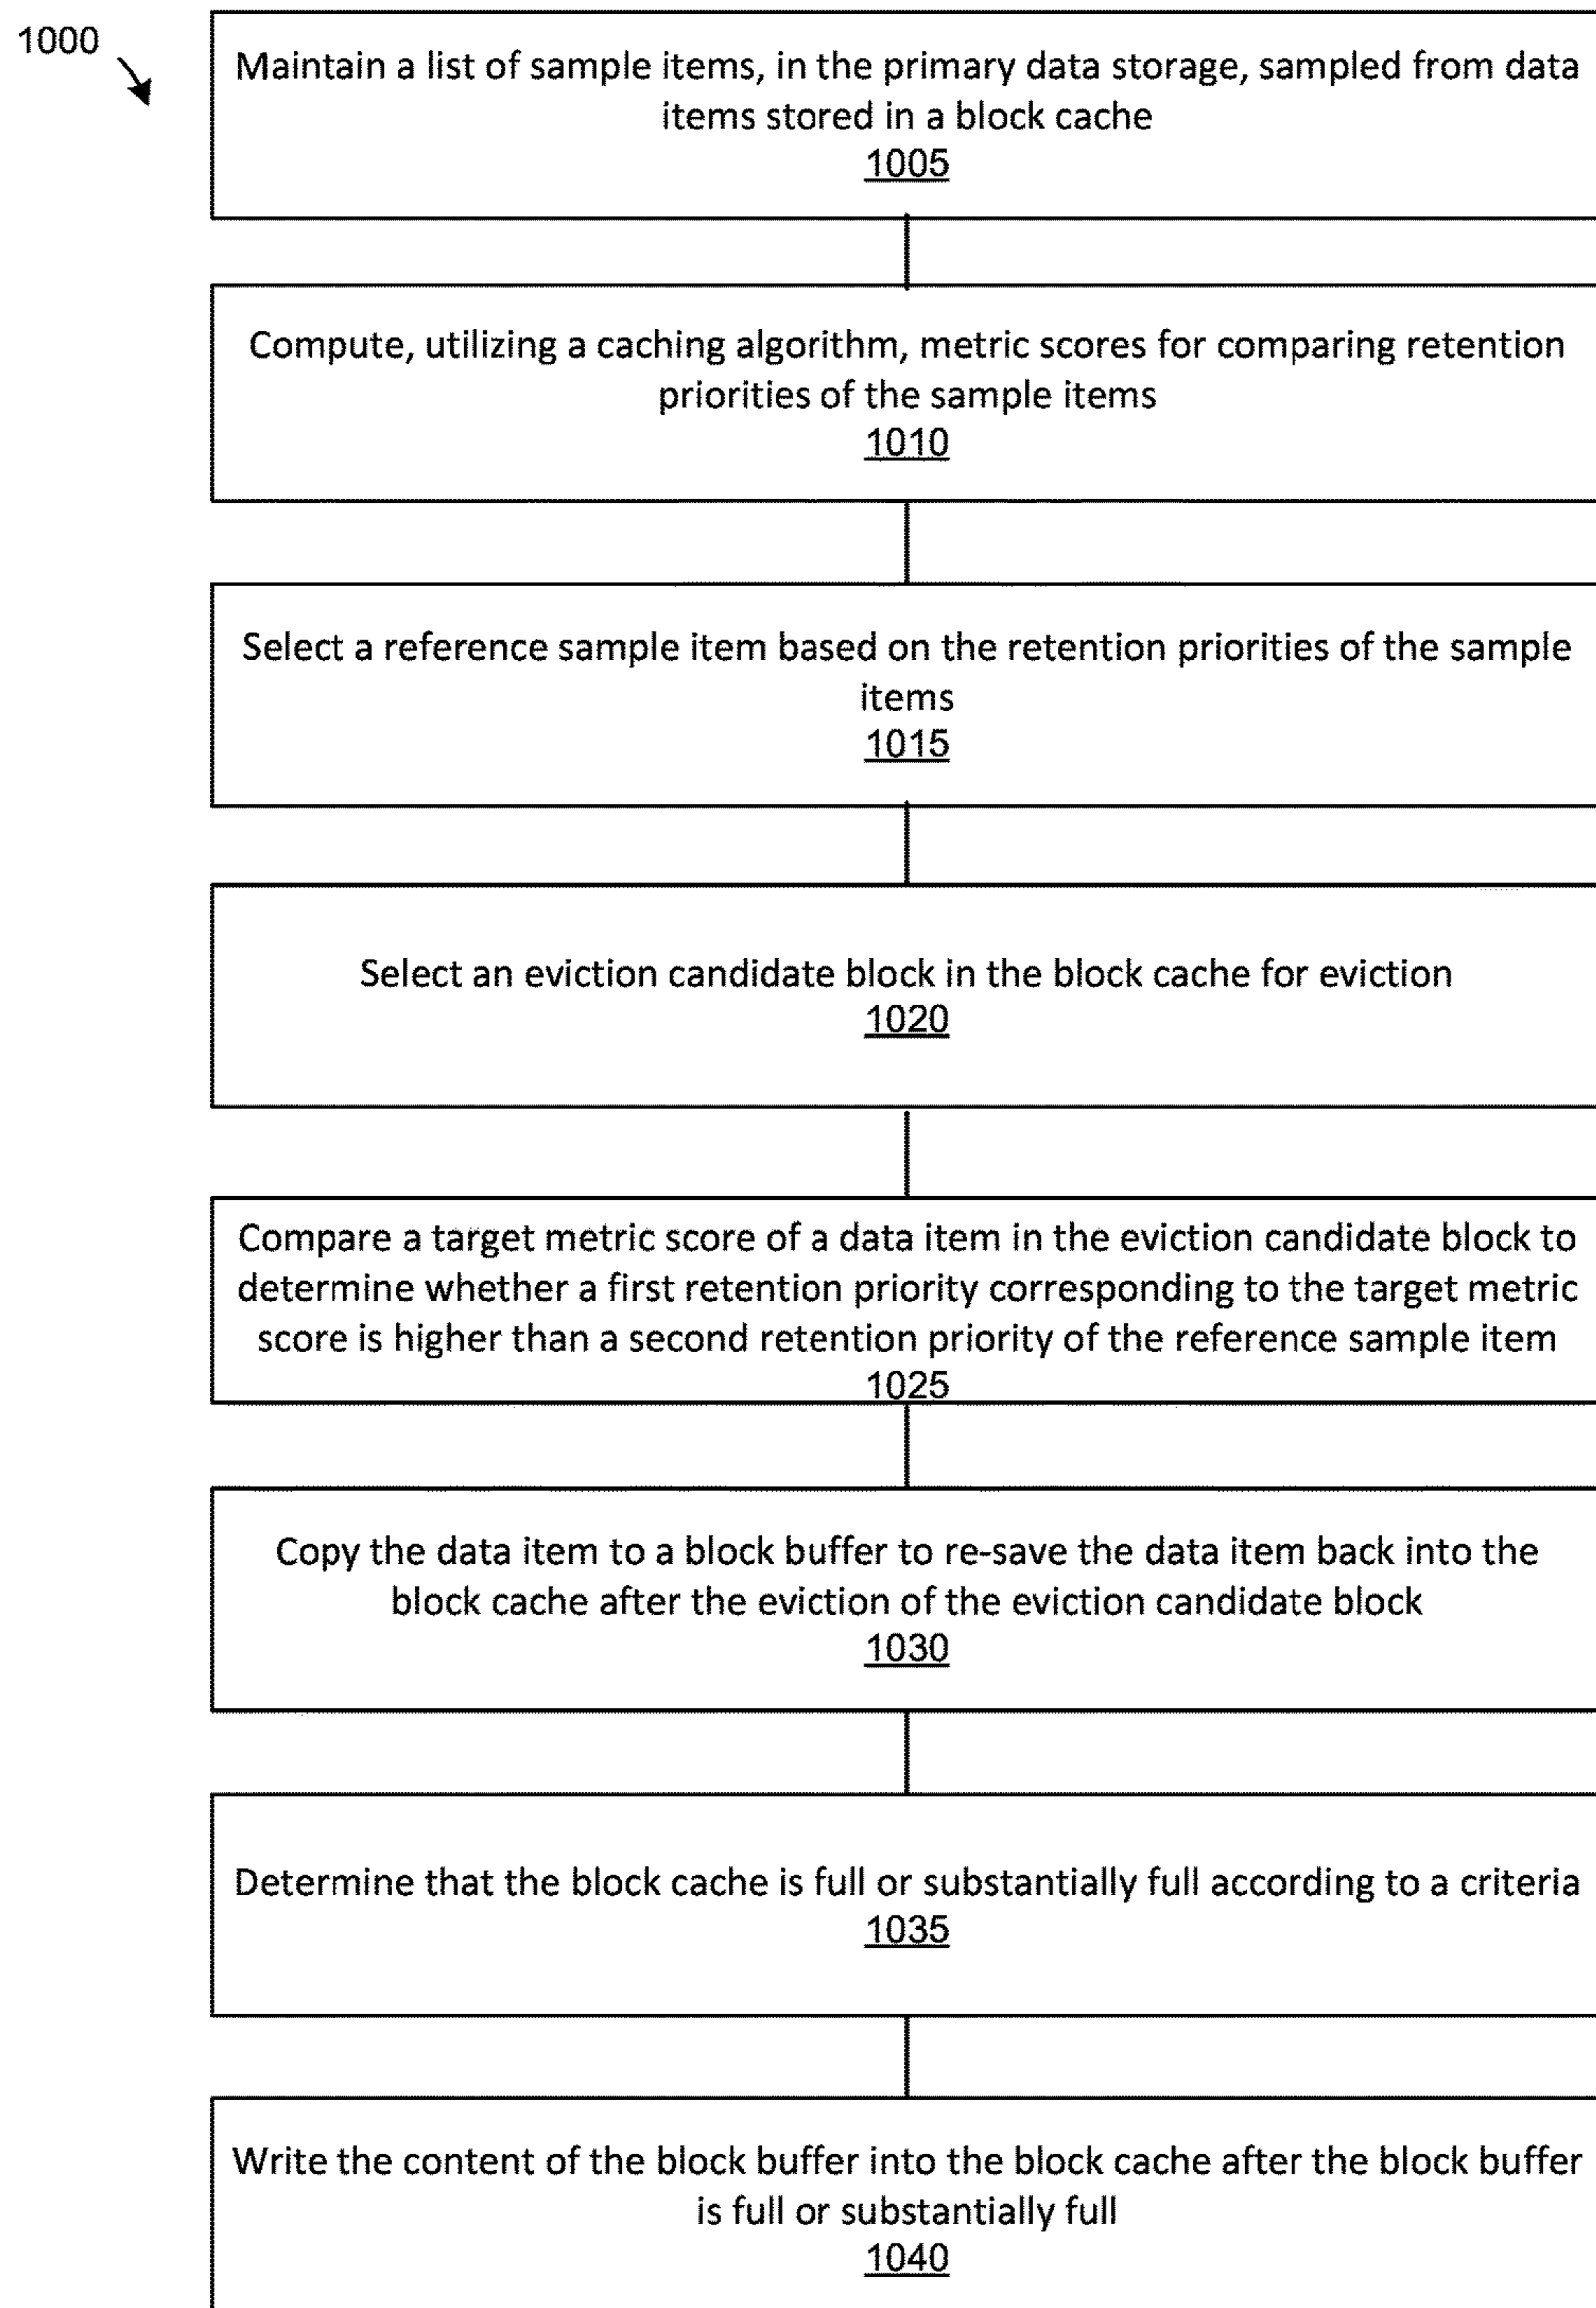 1000
Maintain a list of sample items, in the primary data storage, sampled from data
items stored in a block cache
1005
Compute, utilizing a caching algorithm, metric scores for comparing retention
priorities of the sample items
1010
Select a reference sample item based on the retention priorities of the sample
items
1015
Select an eviction candidate block in the block cache for eviction
1020
Compare a target metric score of a data item in the eviction candidate block to
determine whether a first retention priority corresponding to the target metric
score is higher than a second retention priority of the reference sample item
1025
Copy the data item to a block buffer to re-save the data item back into the
block cache after the eviction of the eviction candidate block
1030
Determine that the block cache is full or substantially full according to a criteria
1035
Write the content of the block buffer into the block cache after the block buffer
is full or substantially full
1040